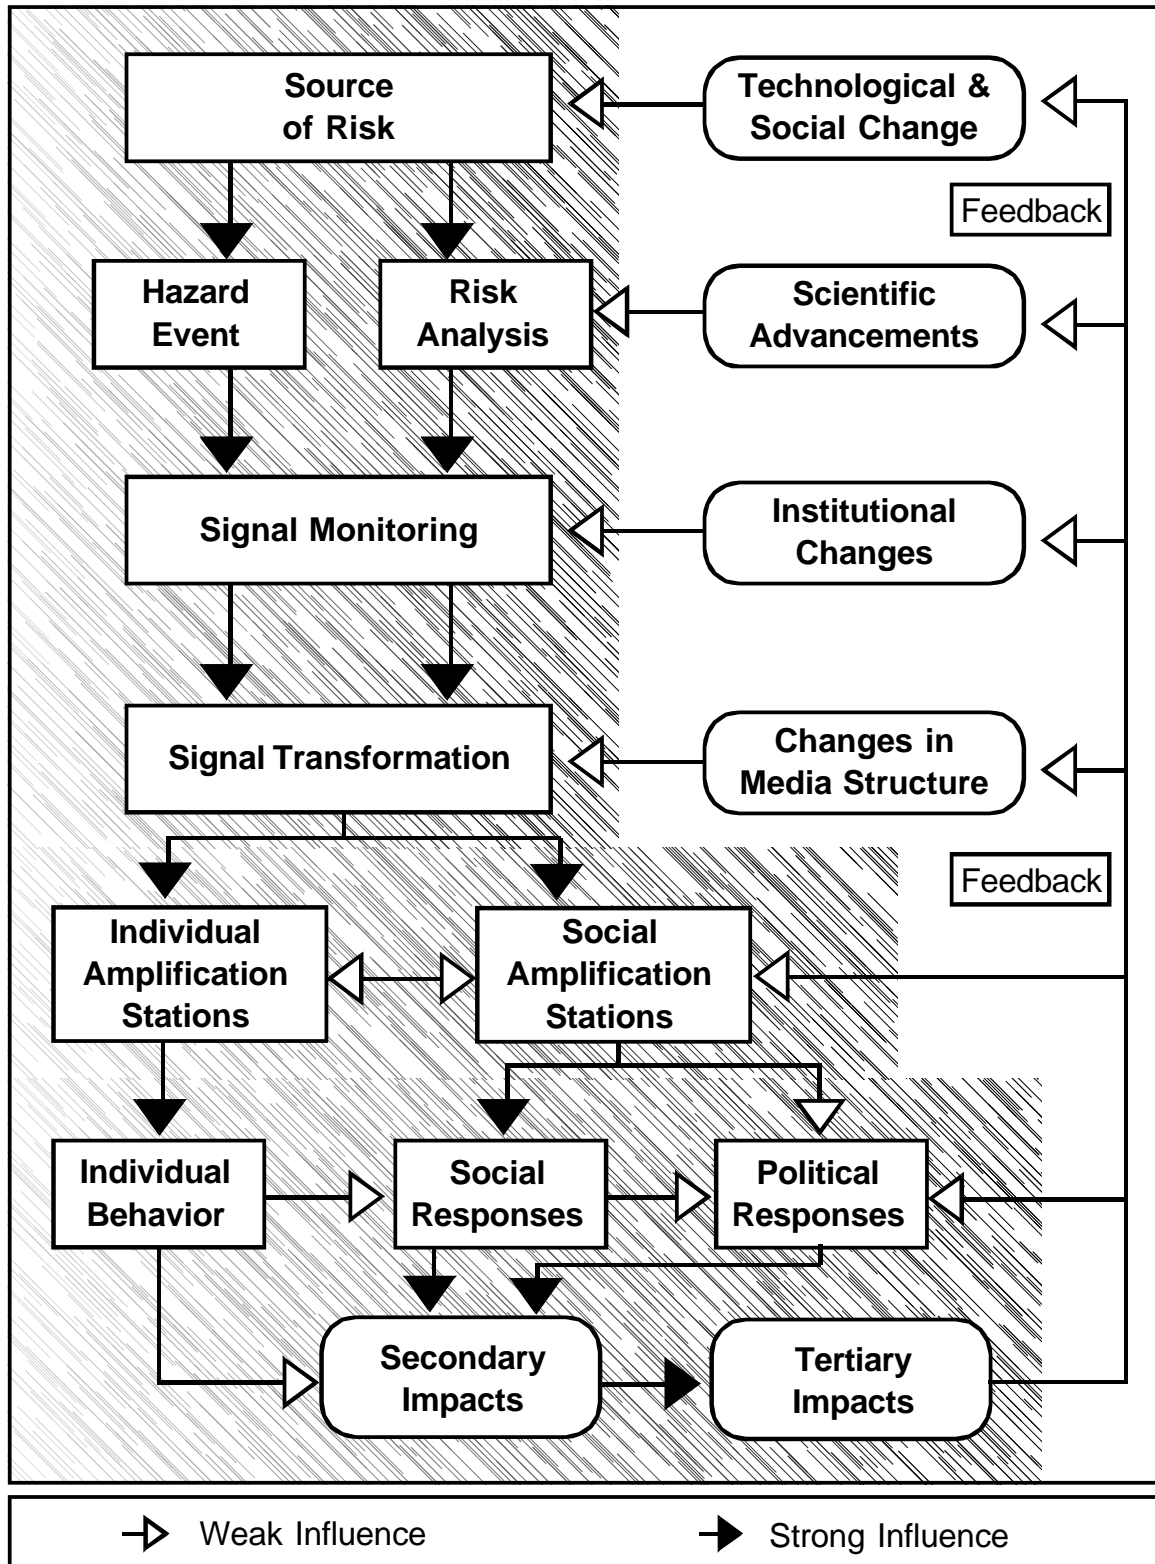 Source
of Risk
Technological &
Social Change
Feedback
Hazard
Event
Risk
Analysis
Scientific
Advancements
Signal Monitoring
Institutional
Changes
Signal Transformation
Changes in
Media Structure
Feedback
Individual
Amplification
Stations
Social
Amplification
Stations
Individual
Behavior
Social
Responses
Political
Responses
Secondary
Impacts
Tertiary
Impacts
Weak Influence
Strong Influence